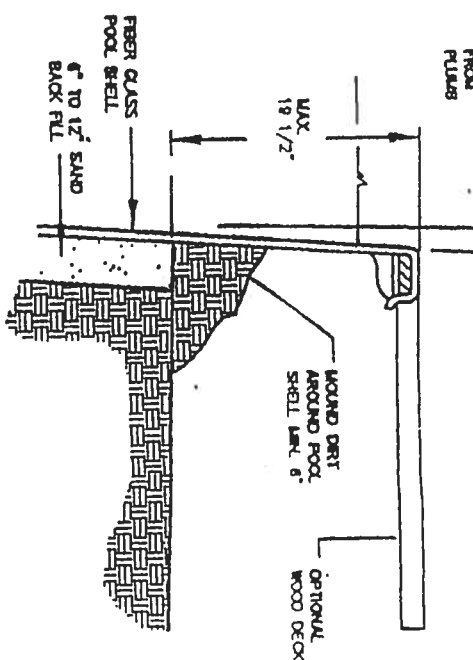 FROM
PLUMB
MAX.
19 1/2"
FIBER GLASS
POOL SHELL
6" TO 12" SAND
BACK FILL
MOUND DIRT
AROUND POOL
SHELL MIN. 6"
OPTIONAL
WOOD DECK